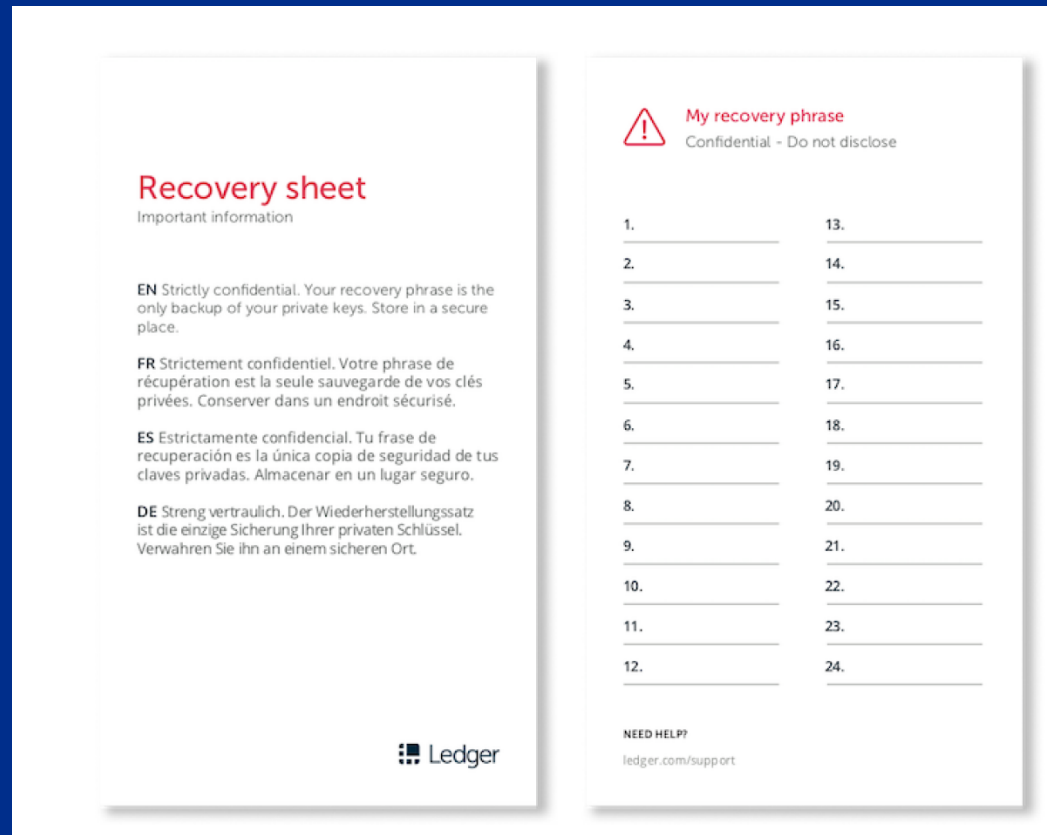 Recovery sheet
Important information
EN Strictly confidential. Your recovery phrase is the
only backup of your private keys. Store in a secure
place.
FR Strictement confidentiel. Votre phrase de
récupération est la seule sauvegarde de vos clés
privées. Conserver dans un endroit sécurisé.
ES Estrictamente confidencial. Tu frase de
recuperación es la única copia de seguridad de tus
claves privadas. Almacenar en un lugar seguro.
DE Streng vertraulich. Der Wiederherstellungssatz
ist die einzige Sicherung Ihrer privaten Schlüssel.
Verwahren Sie ihn an einem sicheren Ort.
Ledger
My recovery phrase
Confidential - Do not disclose
1.
2.
3.
4.
5.
6.
7.
8.
9.
10.
11.
12.
13.
14.
15.
16.
17.
18.
19.
20.
21.
22.
23.
24.
NEED HELP?
ledger.com/support